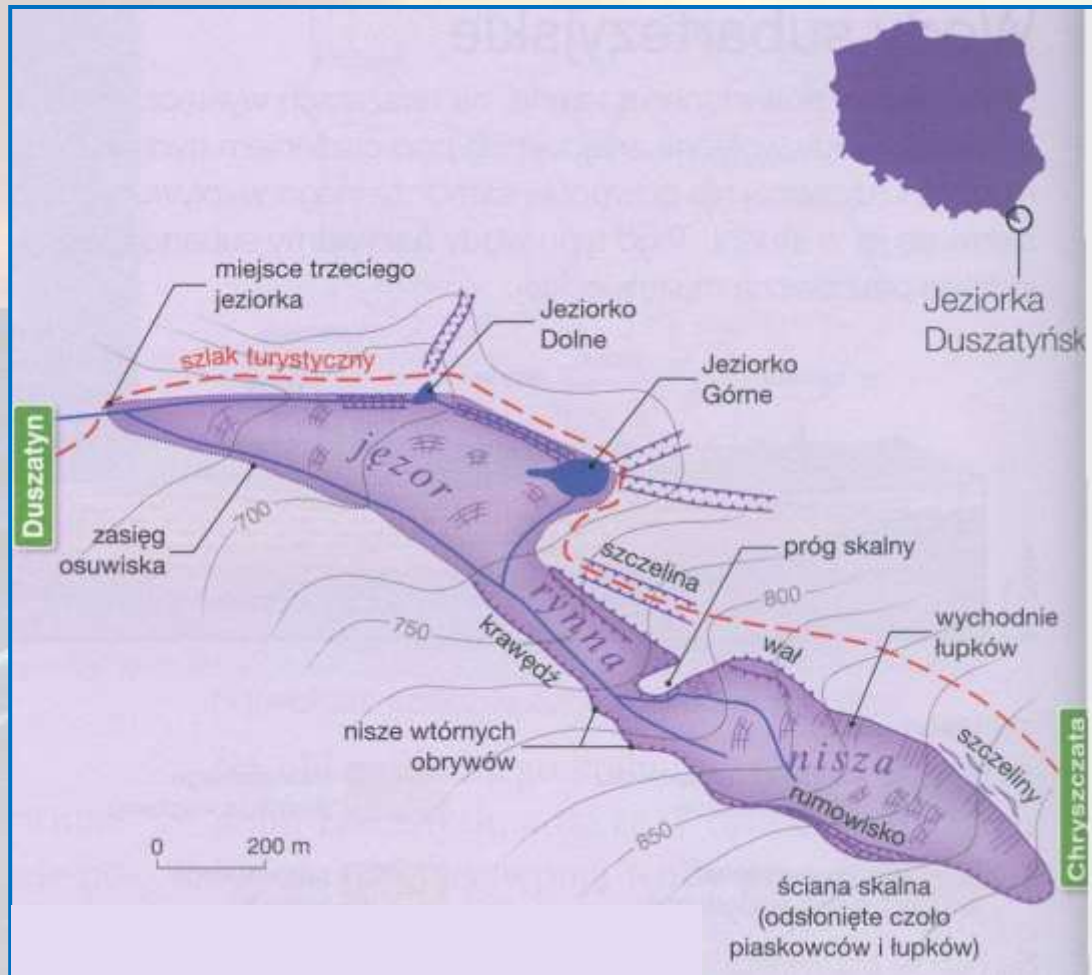 Jeziorka
Duszatyńsk
miejsce trzeciego
jeziorka
Jeziorko
Dolne
szlak turystyczny
Jeziorko
Górne
Duszatyn
jęzor
zasięg
osuwiska
700
750
szczelina
próg skalny
800
rynna
krawędź
wał
wychodnie
łupków
nisze wtórnych
obrywów
nisza
szczeliny
rumowisko
850
Chryszczata
0 200 m
ściana skalna
(odsłonięte czoło
piaskowców i łupków)